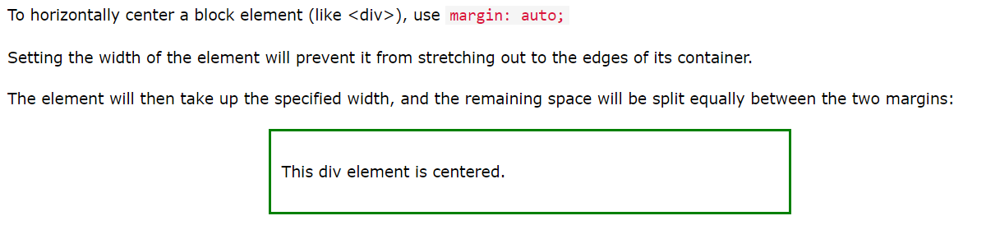 To horizontally center a block element (like <div>), use margin: auto;
Setting the width of the element will prevent it from stretching out to the edges of its container.
The element will then take up the specified width, and the remaining space will be split equally between the two margins:
This div element is centered.